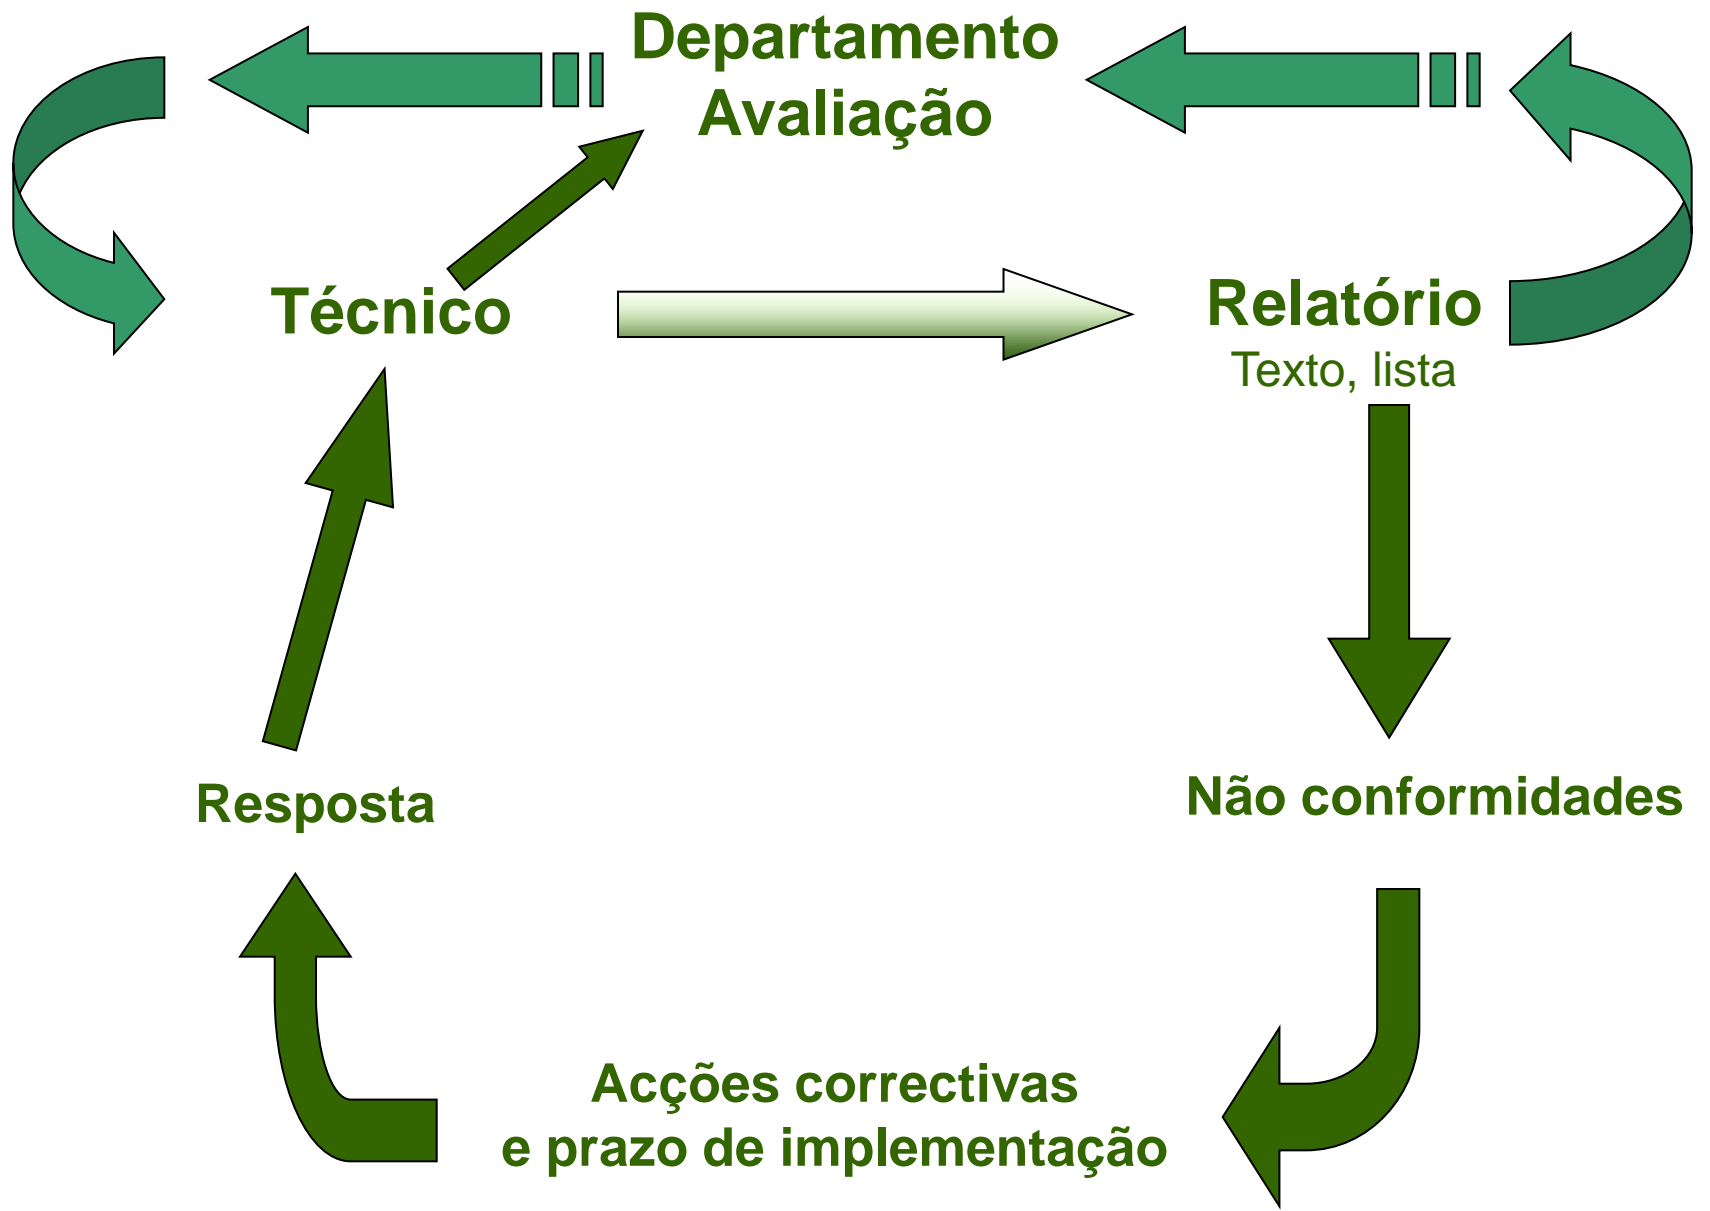 Departamento
Avaliação
Técnico
Relatório
Texto, lista
Resposta
Não conformidades
Acções correctivas
e prazo de implementação